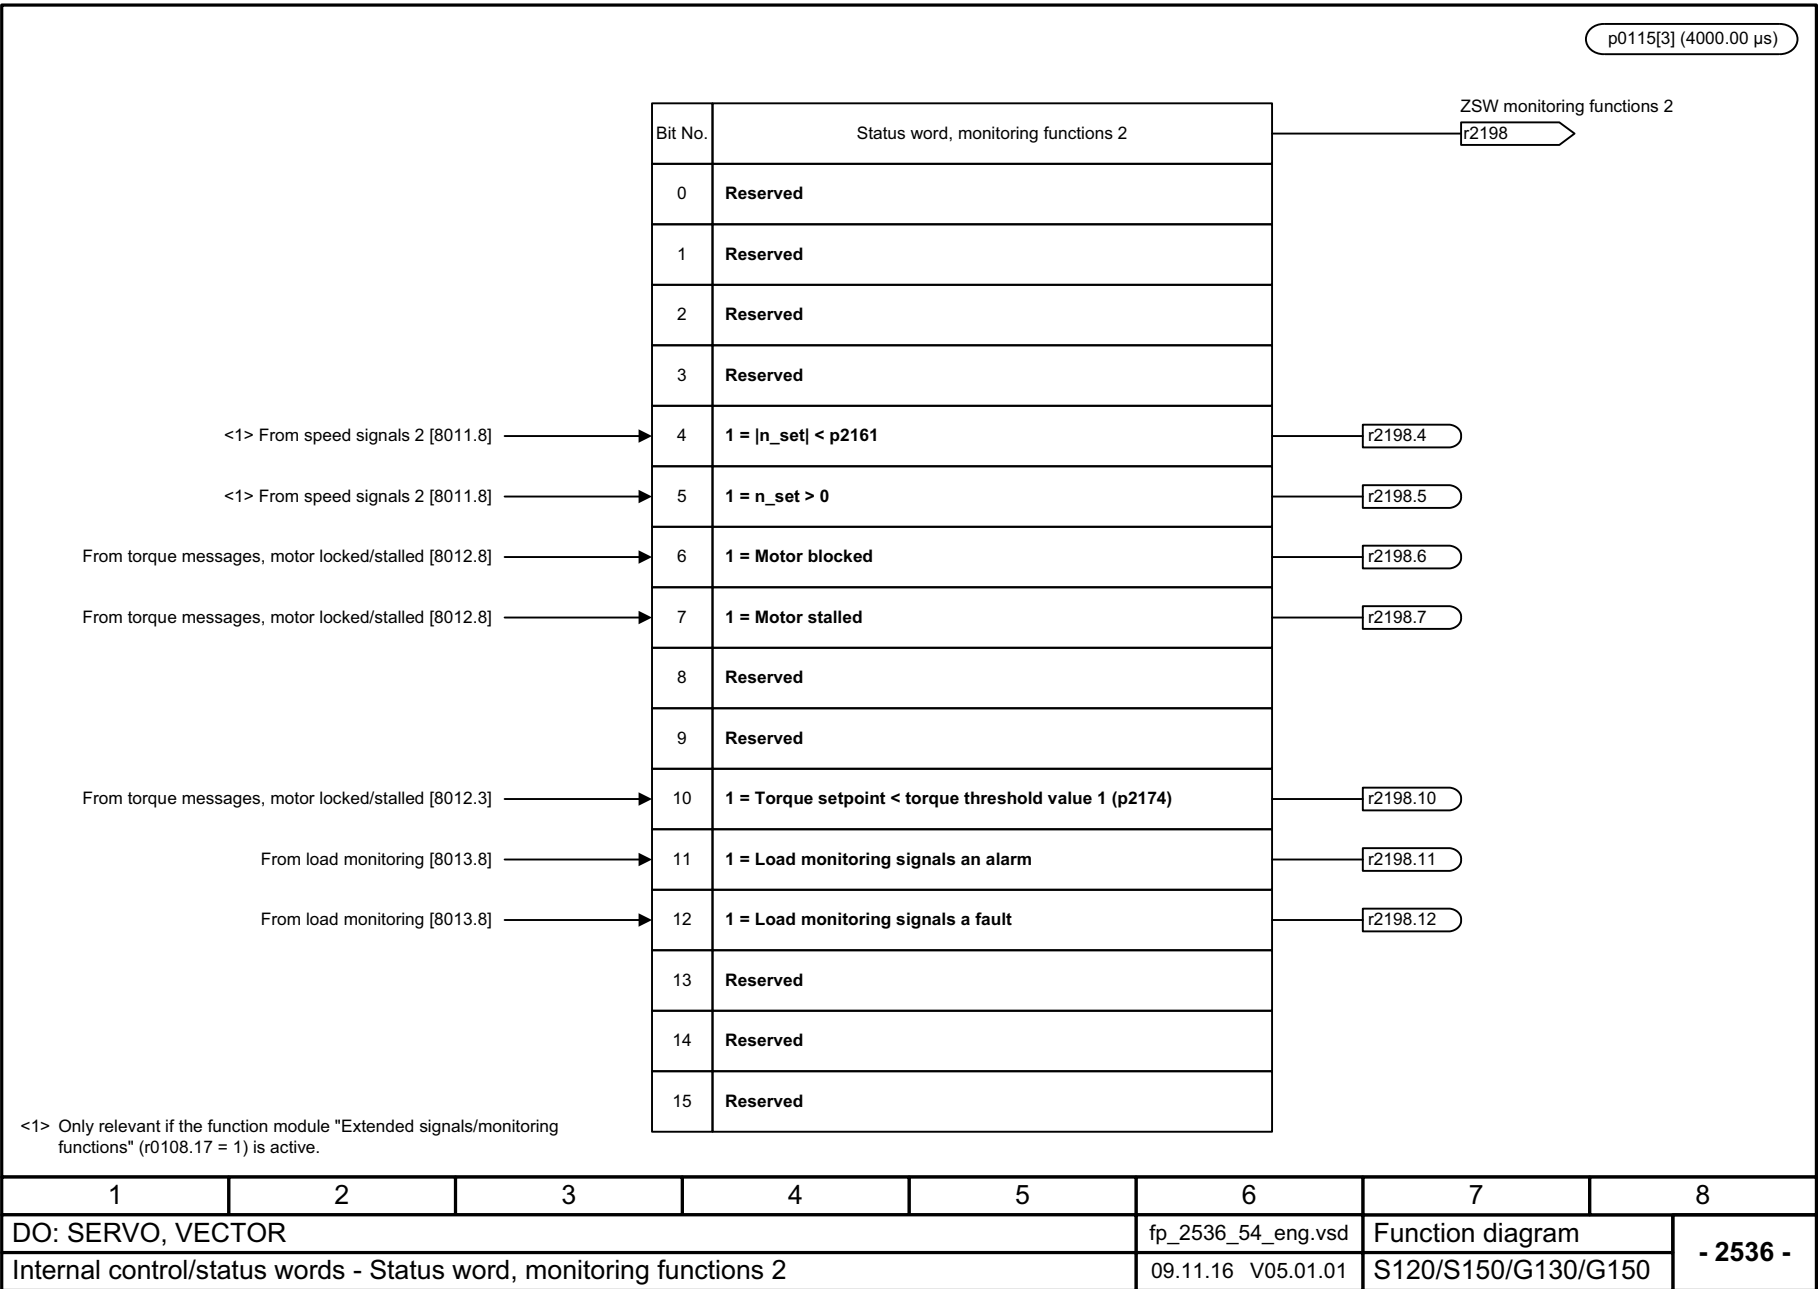 p0115[3] (4000.00 µs)
ZSW monitoring functions 2
Bit No. Status word, monitoring functions 2 r2198
0 Reserved
1 Reserved
2 Reserved
3 Reserved
<1> From speed signals 2 [8011.8] 4 1 = |n_set| < p2161 r2198.4
<1> From speed signals 2 [8011.8] 5 1 = n_set > 0 r2198.5
From torque messages, motor locked/stalled [8012.8] 6 1 = Motor blocked r2198.6
From torque messages, motor locked/stalled [8012.8] 7 1 = Motor stalled r2198.7
8 Reserved
9 Reserved
From torque messages, motor locked/stalled [8012.3] 10 1 = Torque setpoint < torque threshold value 1 (p2174) r2198.10
From load monitoring [8013.8] 11 1 = Load monitoring signals an alarm r2198.11
From load monitoring [8013.8] 12 1 = Load monitoring signals a fault r2198.12
13 Reserved
14 Reserved
15 Reserved
<1> Only relevant if the function module "Extended signals/monitoring
functions" (r0108.17 = 1) is active.
1 2 3 4 5 6 7 8
DO: SERVO, VECTOR fp_2536_54_eng.vsd Function diagram - 2536 -
Internal control/status words - Status word, monitoring functions 2 09.11.16 V05.01.01 S120/S150/G130/G150